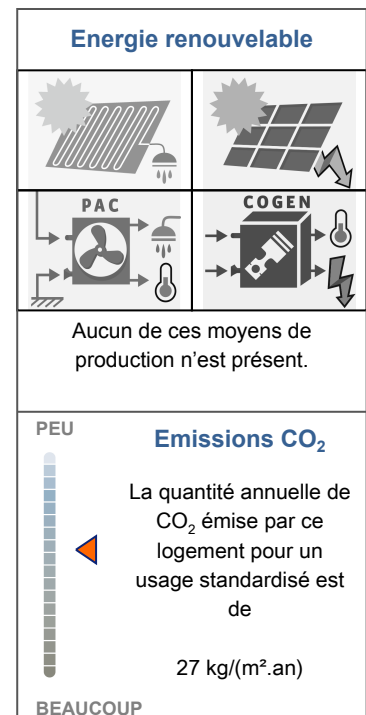 Energie renouvelable
PAC
COGEN
Aucun de ces moyens de
production n’est présent.
PEU
Emissions CO₂
La quantité annuelle de
CO₂ émise par ce
logement pour un
usage standardisé est
de
27 kg/(m².an)
BEAUCOUP